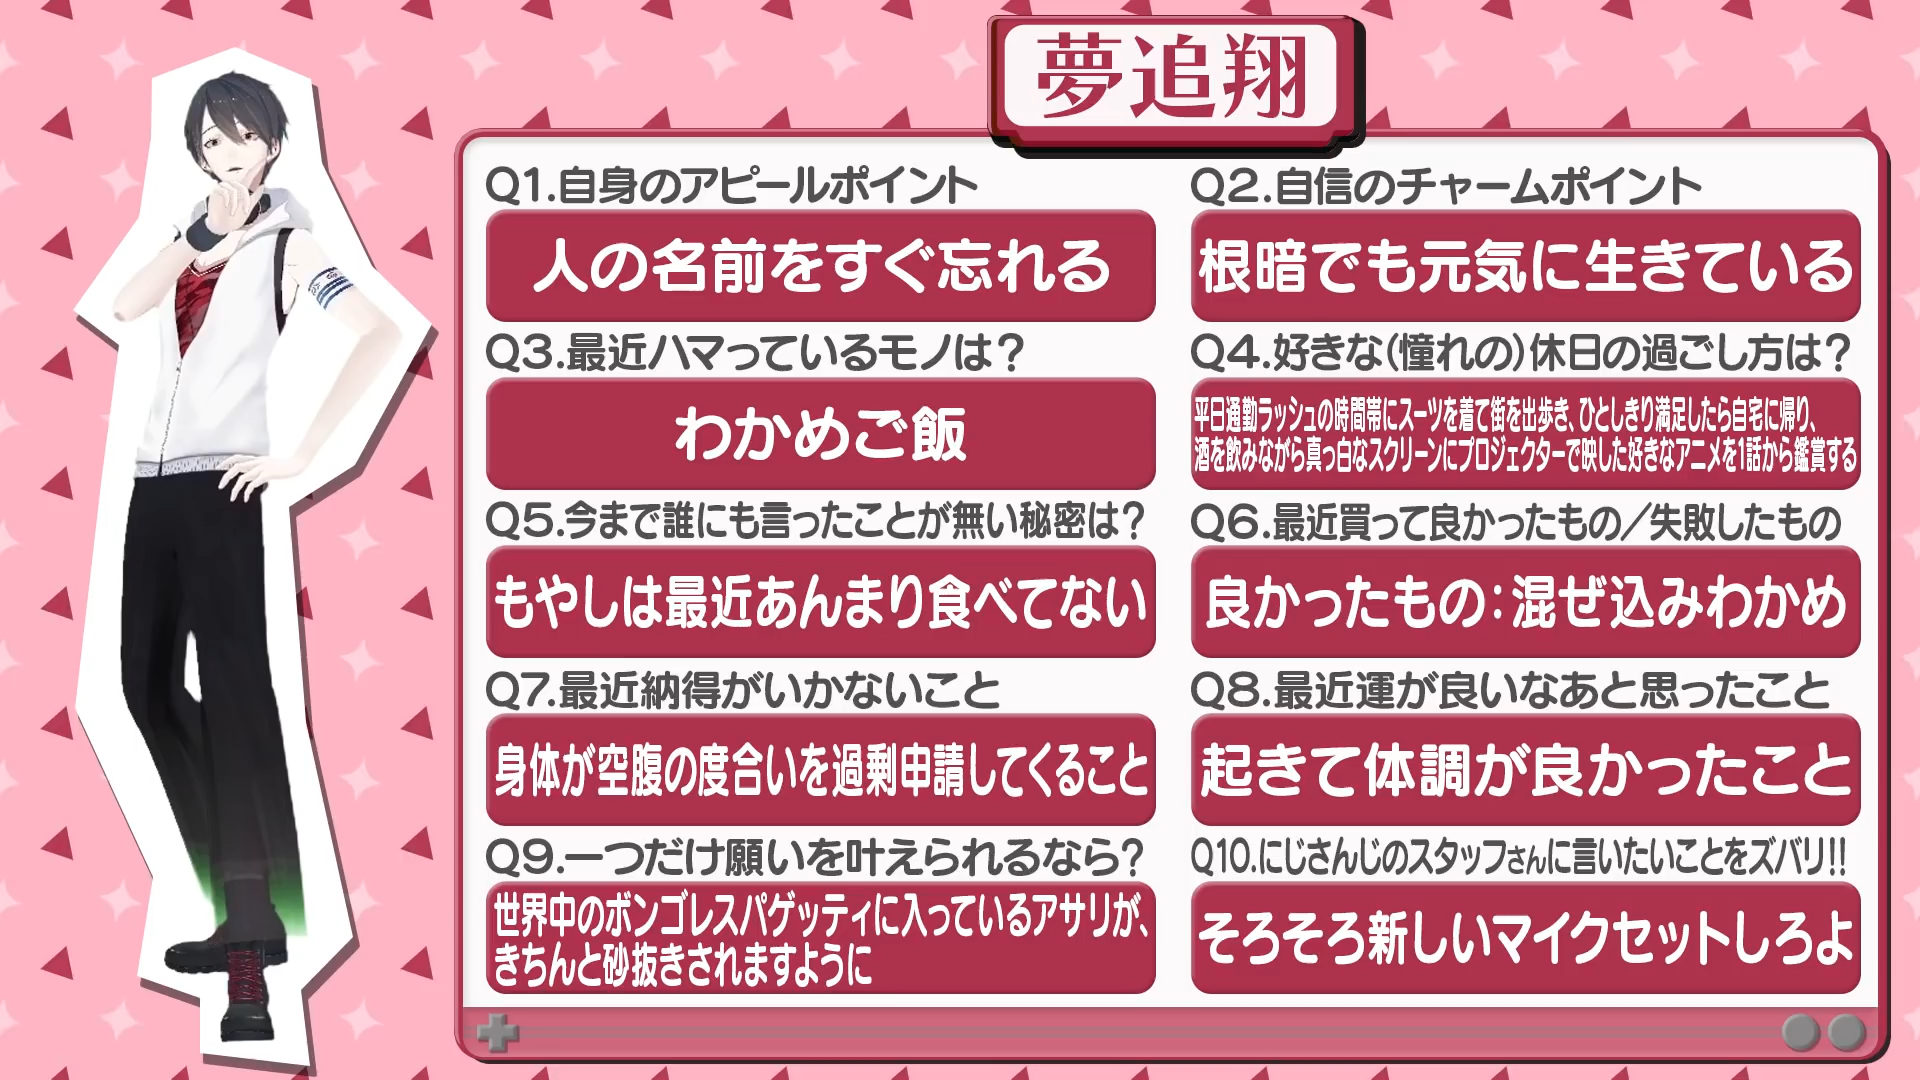 夢追翔
Q1.自身のアピールポイント
人の名前をすぐ忘れる
Q2.自信のチャームポイント
根暗でも元気に生きている
Q3.最近ハマっているモノは？
わかめご飯
Q4.好きな(憧れの)休日の過ごし方は？
平日通勤ラッシュの時間帯にスーツを着て街を出歩き、ひとしきり満足したら自宅に帰り、
酒を飲みながら真っ白なスクリーンにプロジェクターで映した好きなアニメを1話から鑑賞する
Q5.今まで誰にも言ったことが無い秘密は？
もやしは最近あんまり食べてない
Q6.最近買って良かったもの／失敗したもの
良かったもの：混ぜ込みわかめ
Q7.最近納得がいかないこと
身体が空腹の度合いを過剰申請してくること
Q8.最近運が良いなあと思ったこと
起きて体調が良かったこと
Q9.一つだけ願いを叶えられるなら？
世界中のボンゴレスパゲッティに入っているアサリが、
きちんと砂抜きされますように
Q10.にじさんじのスタッフさんに言いたいことをズバリ!!
そろそろ新しいマイクセットしろよ